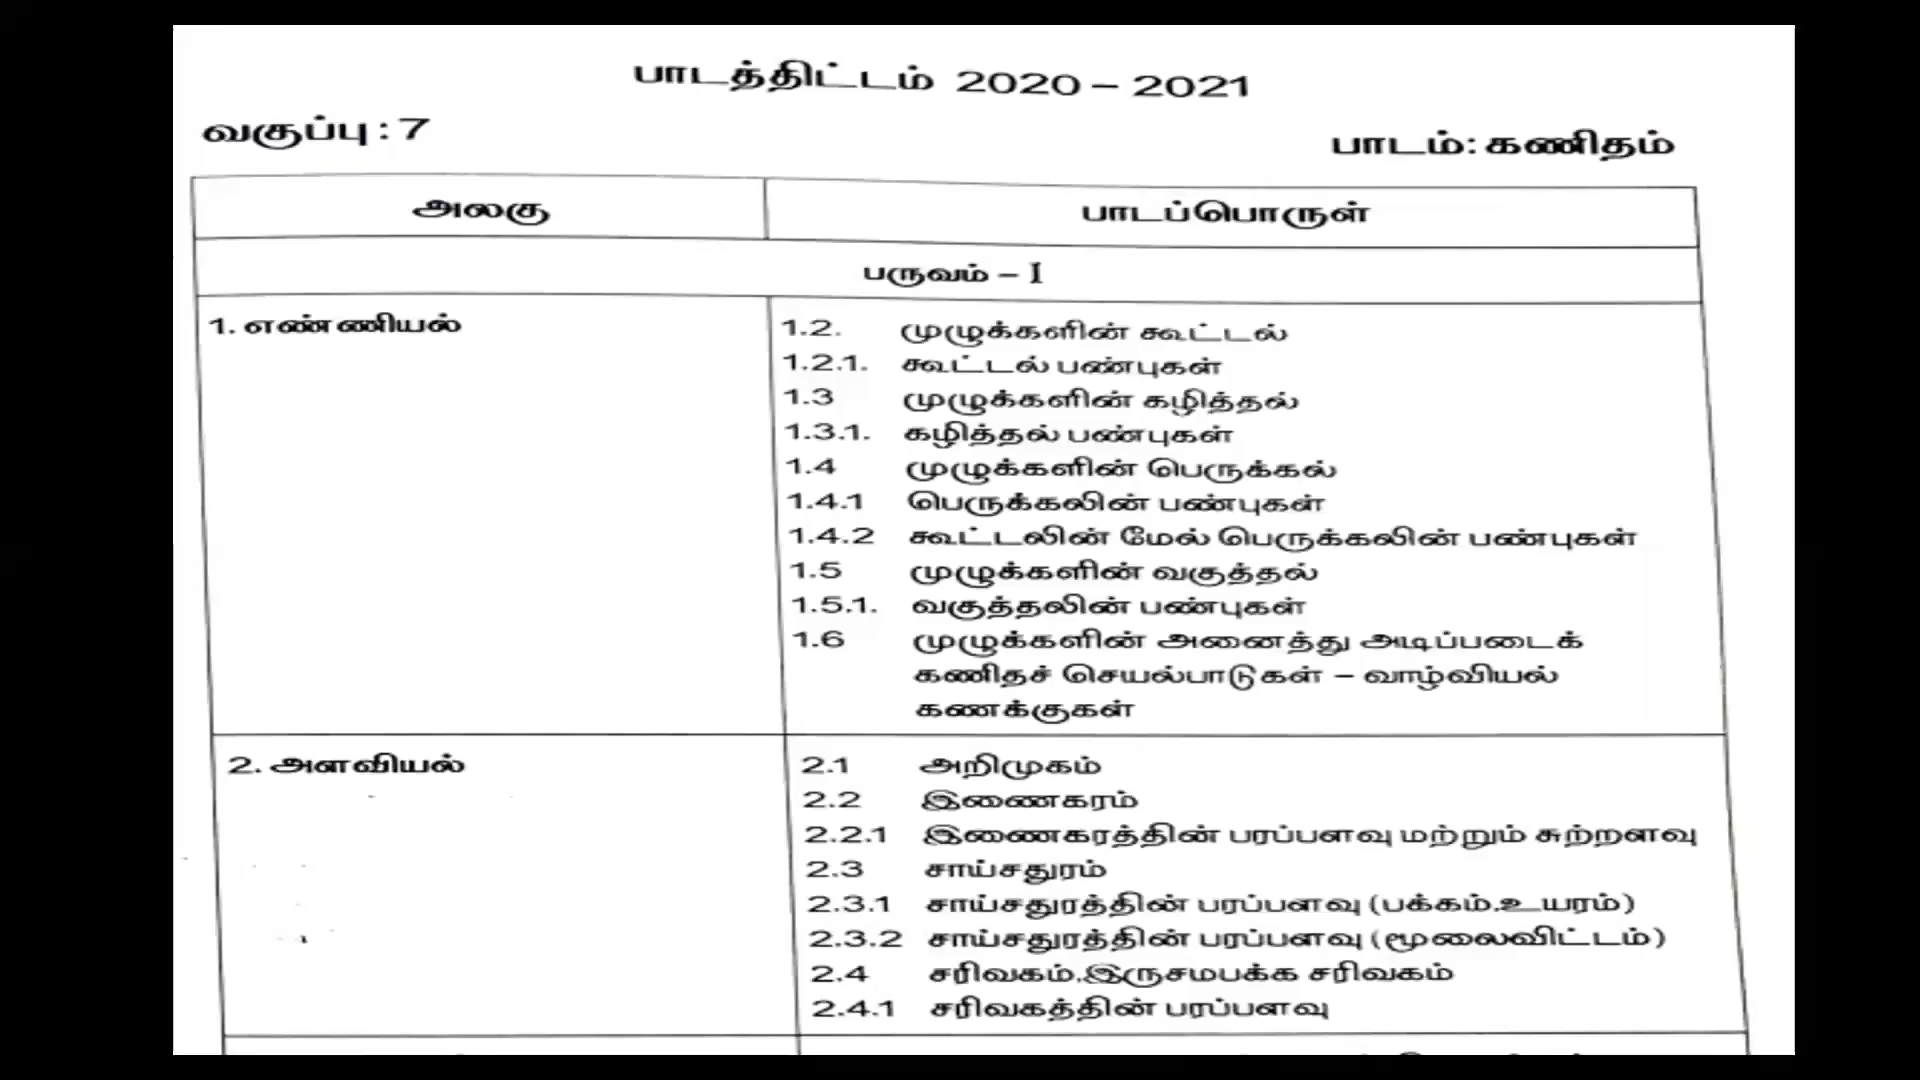 பாடத்திட்டம் 2020 – 2021
வகுப்பு : 7
பாடம்: கணிதம்
அலகு பாடப்பொருள்
பருவம் – I
1. எண்ணியல்
1.2. முழுக்களின் கூட்டல்
1.2.1. கூட்டல் பண்புகள்
1.3 முழுக்களின் கழித்தல்
1.3.1. கழித்தல் பண்புகள்
1.4 முழுக்களின் பெருக்கல்
1.4.1 பெருக்கலின் பண்புகள்
1.4.2 கூட்டலின் மேல் பெருக்கலின் பண்புகள்
1.5 முழுக்களின் வகுத்தல்
1.5.1. வகுத்தலின் பண்புகள்
1.6 முழுக்களின் அனைத்து அடிப்படைக்
கணிதச் செயல்பாடுகள் – வாழ்வியல்
கணக்குகள்
2. அளவியல்
2.1 அறிமுகம்
2.2 இணைகரம்
2.2.1 இணைகரத்தின் பரப்பளவு மற்றும் சுற்றளவு
2.3 சாய்சதுரம்
2.3.1 சாய்சதுரத்தின் பரப்பளவு (பக்கம்,உயரம்)
2.3.2 சாய்சதுரத்தின் பரப்பளவு (மூலைவிட்டம்)
2.4 சரிவகம்,இருசமபக்க சரிவகம்
2.4.1 சரிவகத்தின் பரப்பளவு